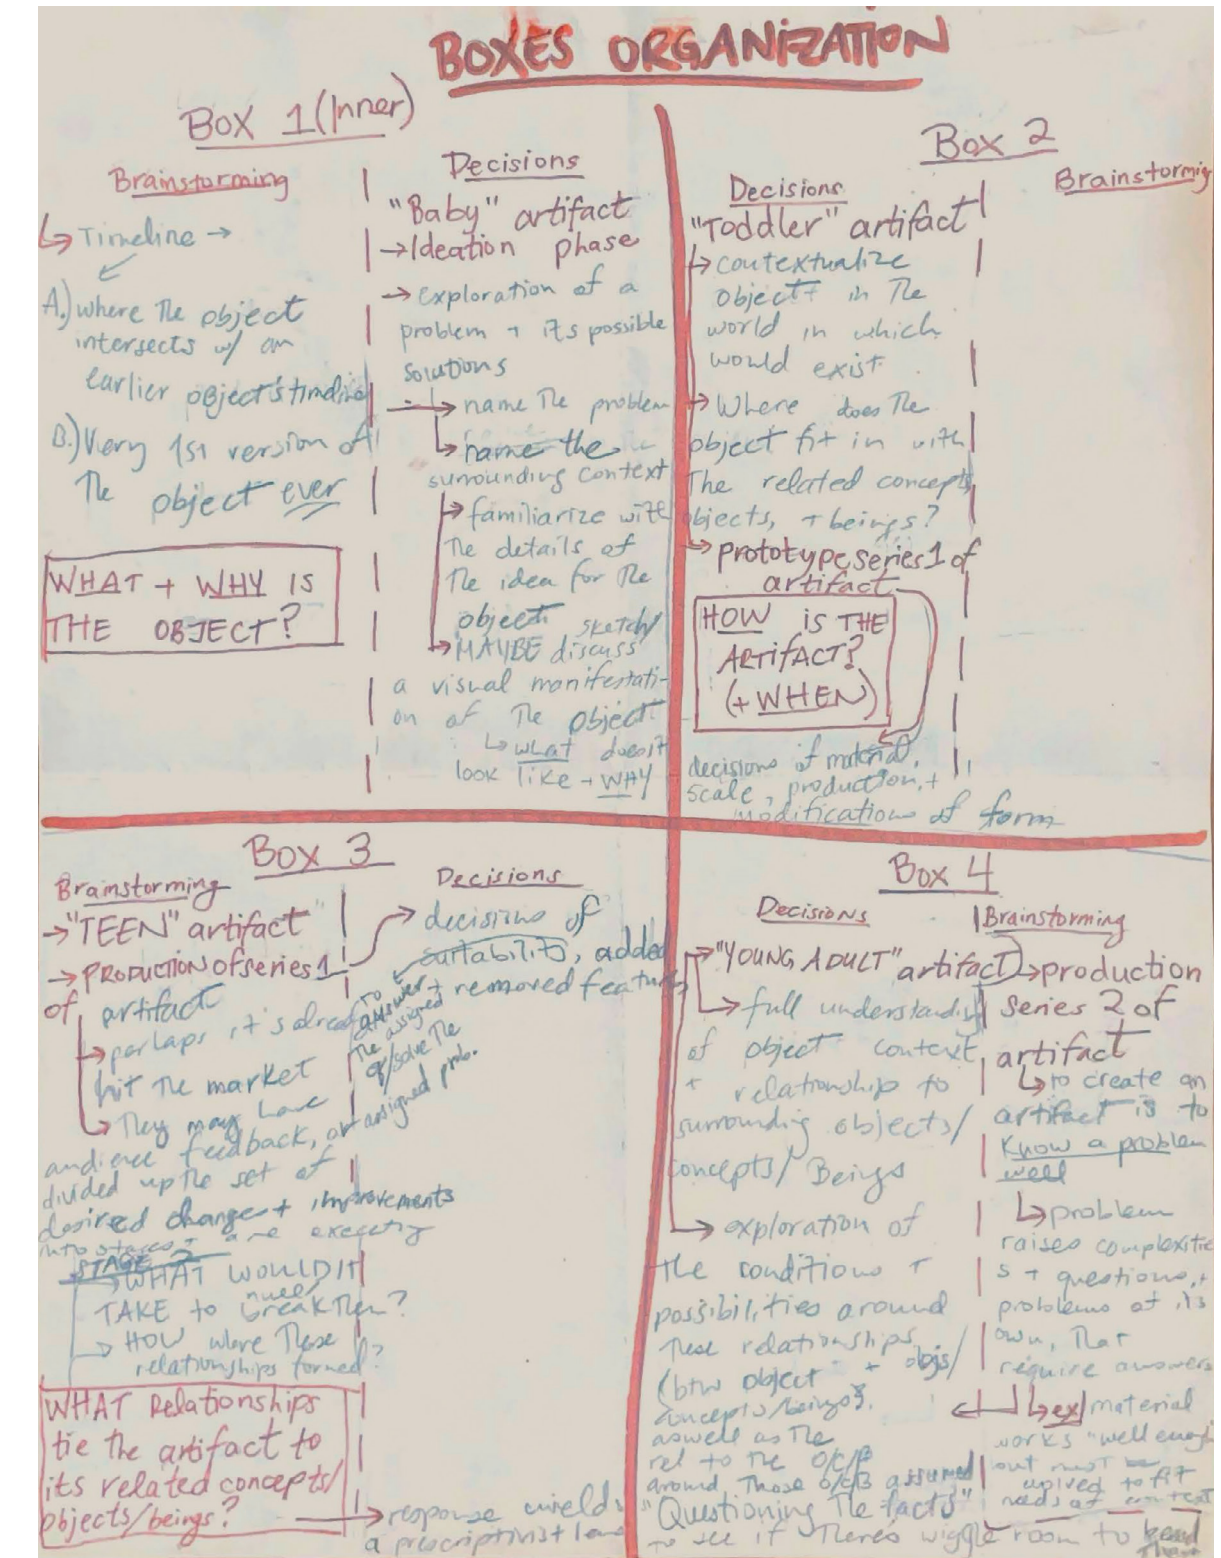 BOXES ORGANIZATION
Box 1 (Inner)
Brainstorming
↳ Timeline →
A.) where the object
intersects w/ an
earlier object's timeline
B.) Very 1st version of
The object ever
WHAT + WHY IS
THE OBJECT?
Decisions
"Baby" artifact
→ Ideation phase
→ exploration of a
problem + its possible
solutions
→ name the problem
↳ name the
surrounding context
→ familiarize with
the details of
the idea for the
object sketch/
→ MAYBE discuss
a visual manifestati-
on of the object
↳ what does it
look like + WHY
Box 2
Decisions
"Toddler" artifact
→ contextualize
object in the
world in which
would exist
→ Where does the
object fit in with
the related concepts
objects, + beings?
→ prototype, series 1 of
artifact
HOW is THE
ARTifACT?
(+ WHEN)
decisions of material,
scale, production, +
modifications of form
Brainstormig
Box 3
Brainstorming
→ "TEEN" artifact
→ PRODUCTION of series 1
of artifact
→ perhaps, it's already
hit the market
↳ They may have
audience feedback,
divided up the set of
desired change + improvements
into stages + are executing
STAGE 2
WHAT WOULD IT
TAKE to break them?
→ HOW where these
relationships formed?
WHAT Relationships
tie the artifact to
its related concepts/
objects/beings?
Decisions
decisions of
suitability, added
+ removed features
to
answer
the assigned
q/solve the
assigned prob.
→ response wields
a prescriptivist
Box 4
Decisions
→ "YOUNG ADULT" artifact
→ full understanding
of object context,
+ relationship to
surrounding objects/
concepts/Beings
→ exploration of
the conditions +
possibilities around
these relationships
(btw object + objs/
concepts/beings),
as well as the
rel to the O/C/B
around those O/C/B assumed
"Questioning the facts"
to see if There's wiggle room to bend
Brainstorming
→ production
series 2 of
artifact
↳ to create an
artifact is to
Know a problem
well
↳ problem
raises complexitie
s + questions, +
problems of its
own, that
require answers
↳ ex/ material
works "well enough
but must be
to fit
needs of context